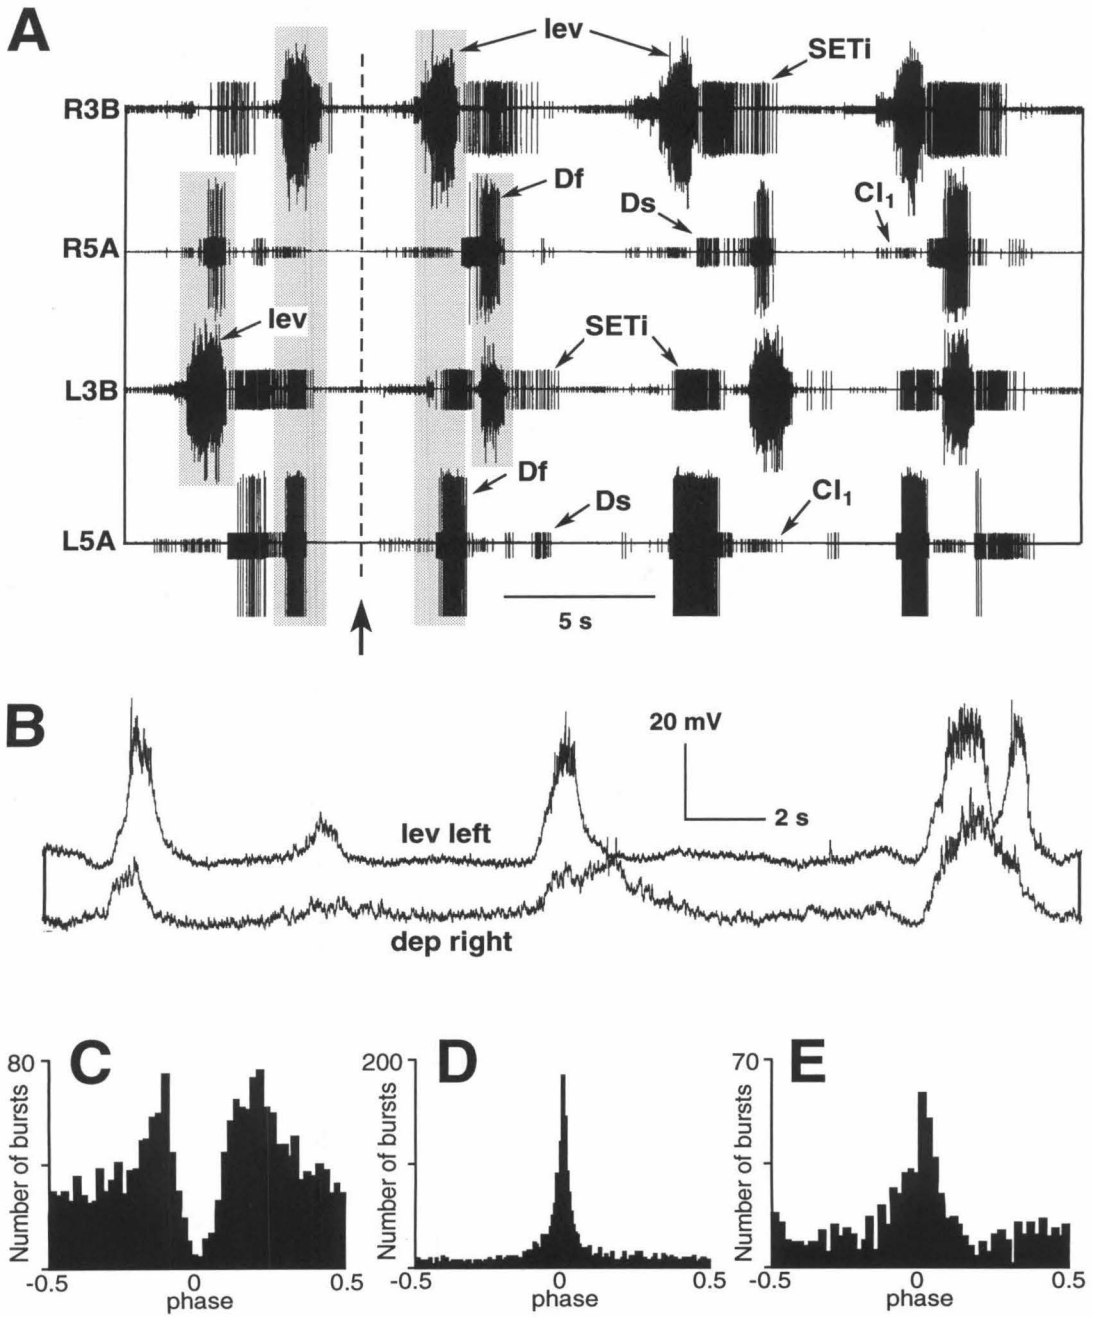 A
lev
SETi
R3B
Df
Ds
Cl1
R5A
lev
SETi
L3B
Df
Ds
Cl1
L5A
5 s
B
20 mV
2 s
lev left
dep right
C
80
Number of bursts
-0.5 0 0.5
phase
D
200
Number of bursts
-0.5 0 0.5
phase
E
70
Number of bursts
-0.5 0 0.5
phase